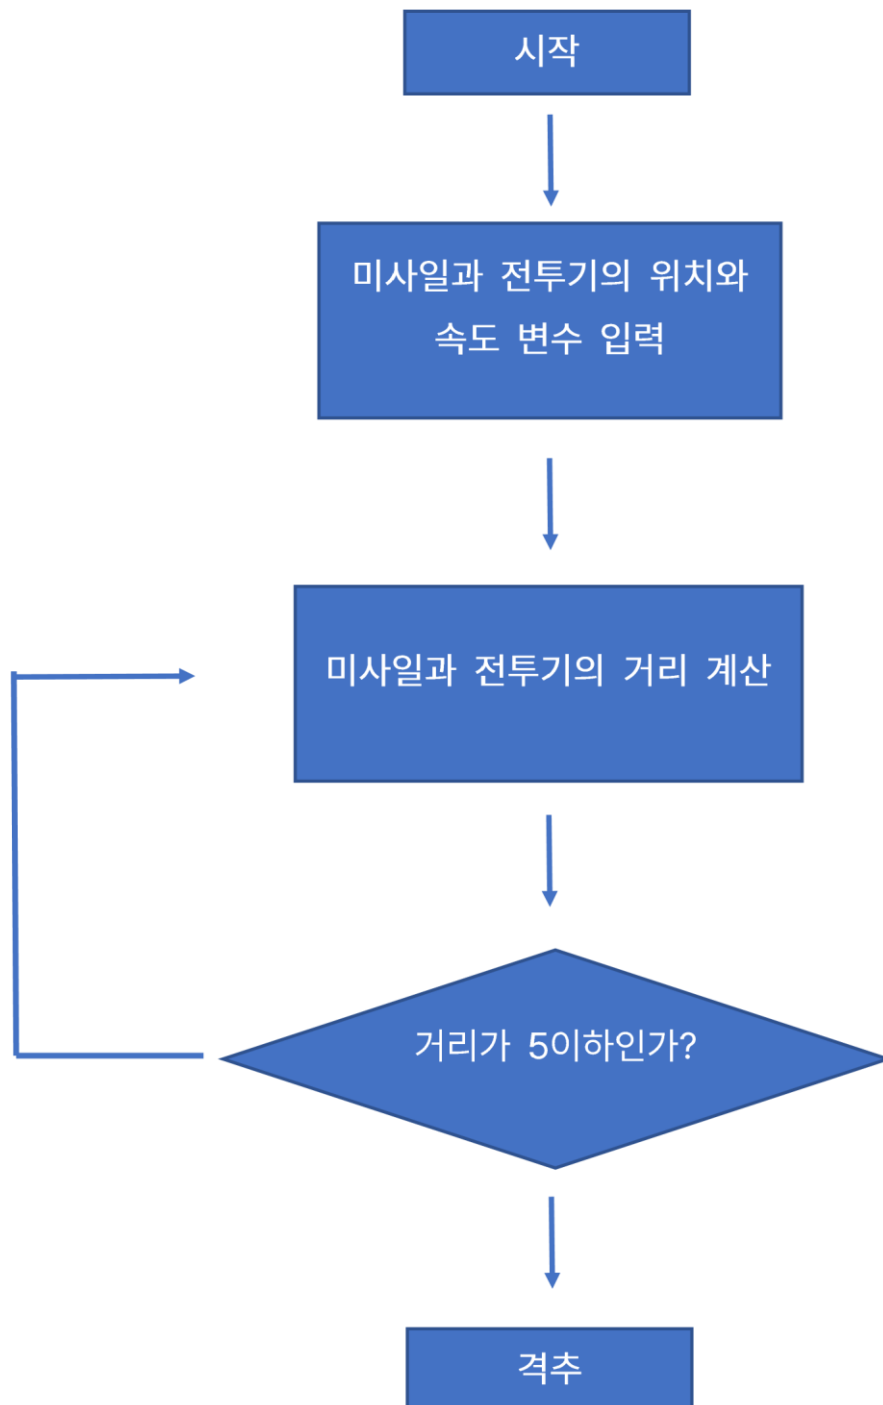 시작
미사일과 전투기의 위치와
속도 변수 입력
미사일과 전투기의 거리 계산
거리가 5이하인가?
격추